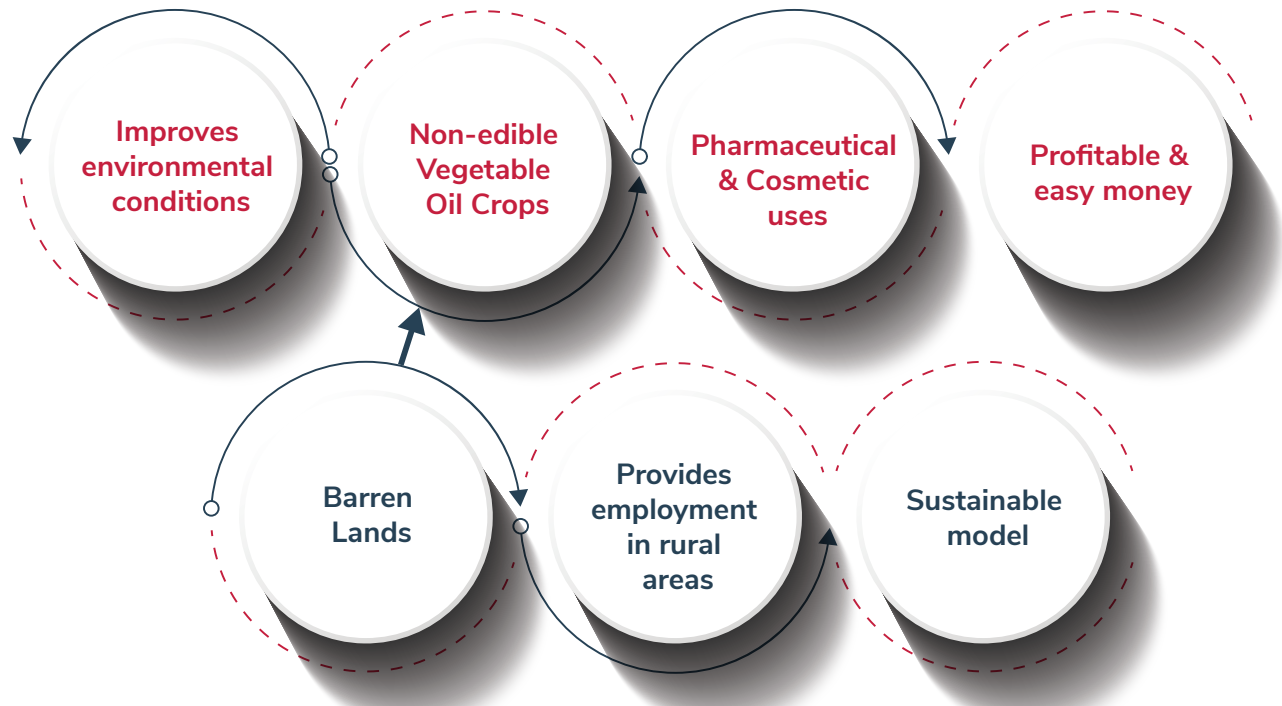 Improves
environmental
conditions
Non-edible
Vegetable
Oil Crops
Pharmaceutical
& Cosmetic
uses
Profitable &
easy money
Barren
Lands
Provides
employment
in rural
areas
Sustainable
model